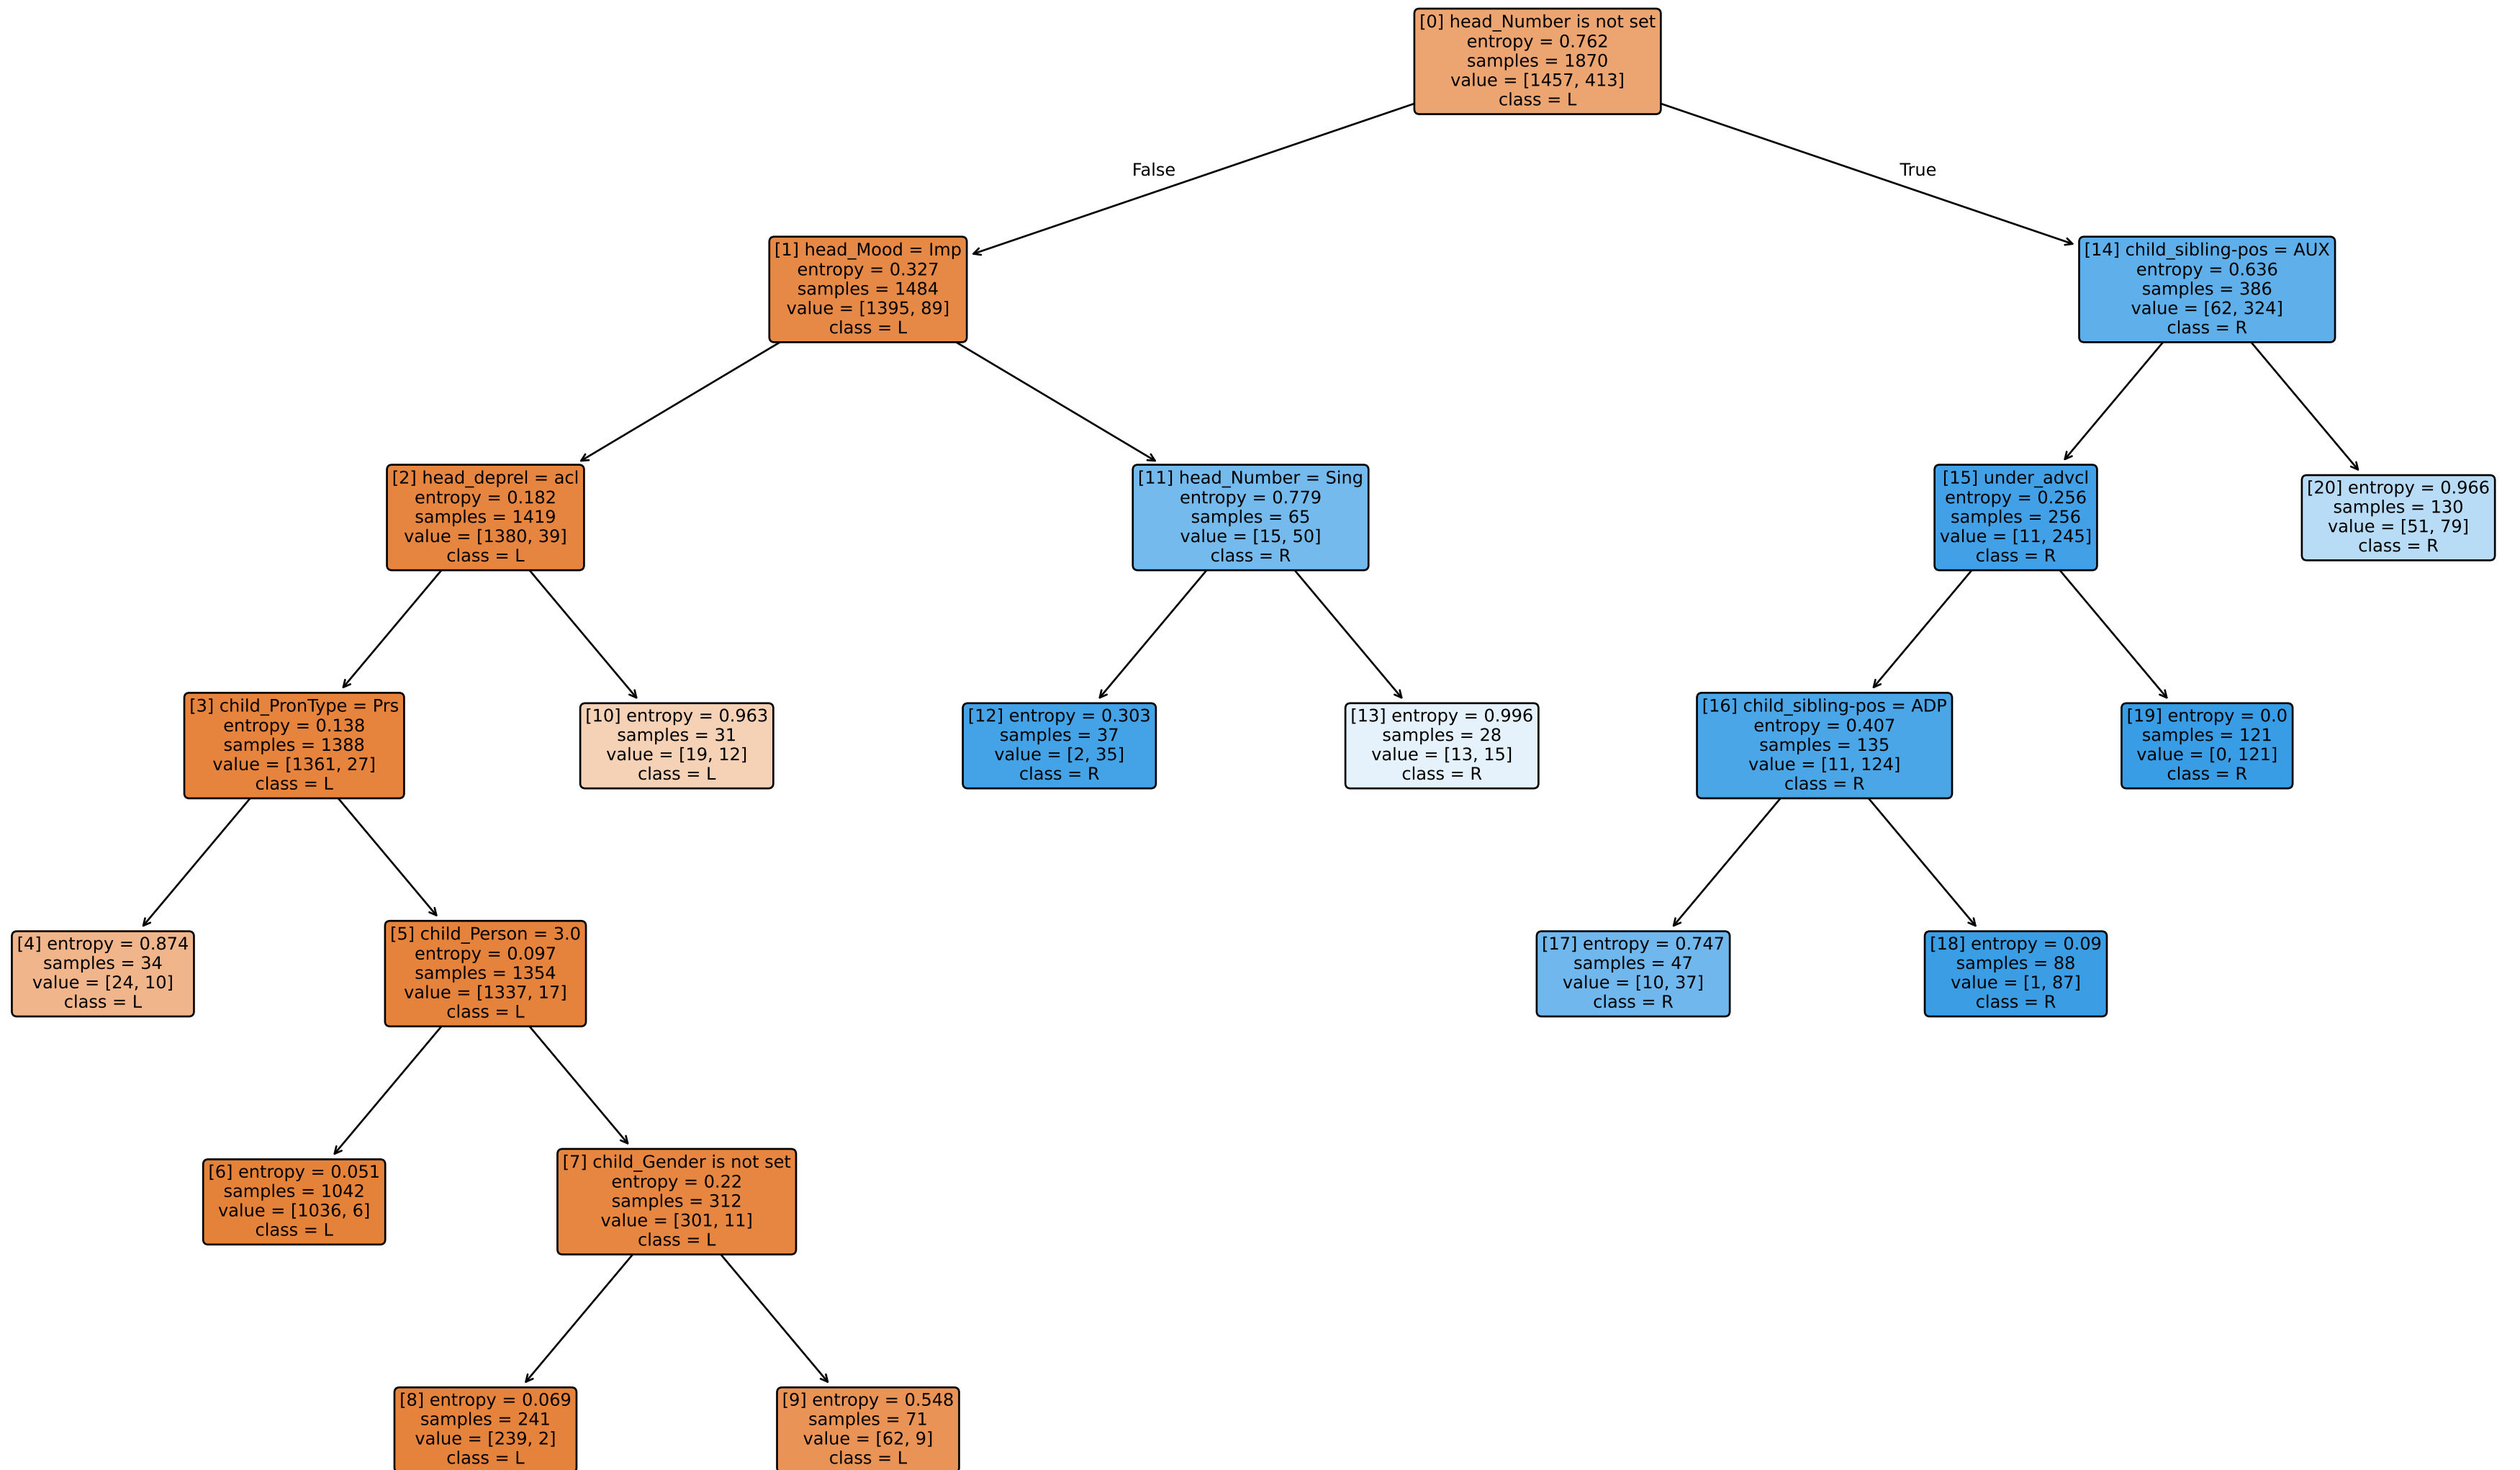 [0] head_Number is not set
entropy = 0.762
samples = 1870
value = [1457, 413]
class = L
False
True
[1] head_Mood = Imp
entropy = 0.327
samples = 1484
value = [1395, 89]
class = L
[14] child_sibling-pos = AUX
entropy = 0.636
samples = 386
value = [62, 324]
class = R
[2] head_deprel = acl
entropy = 0.182
samples = 1419
value = [1380, 39]
class = L
[11] head_Number = Sing
entropy = 0.779
samples = 65
value = [15, 50]
class = R
[15] under_advcl
entropy = 0.256
samples = 256
value = [11, 245]
class = R
[20] entropy = 0.966
samples = 130
value = [51, 79]
class = R
[3] child_PronType = Prs
entropy = 0.138
samples = 1388
value = [1361, 27]
class = L
[10] entropy = 0.963
samples = 31
value = [19, 12]
class = L
[12] entropy = 0.303
samples = 37
value = [2, 35]
class = R
[13] entropy = 0.996
samples = 28
value = [13, 15]
class = R
[16] child_sibling-pos = ADP
entropy = 0.407
samples = 135
value = [11, 124]
class = R
[19] entropy = 0.0
samples = 121
value = [0, 121]
class = R
[4] entropy = 0.874
samples = 34
value = [24, 10]
class = L
[5] child_Person = 3.0
entropy = 0.097
samples = 1354
value = [1337, 17]
class = L
[17] entropy = 0.747
samples = 47
value = [10, 37]
class = R
[18] entropy = 0.09
samples = 88
value = [1, 87]
class = R
[6] entropy = 0.051
samples = 1042
value = [1036, 6]
class = L
[7] child_Gender is not set
entropy = 0.22
samples = 312
value = [301, 11]
class = L
[8] entropy = 0.069
samples = 241
value = [239, 2]
class = L
[9] entropy = 0.548
samples = 71
value = [62, 9]
class = L